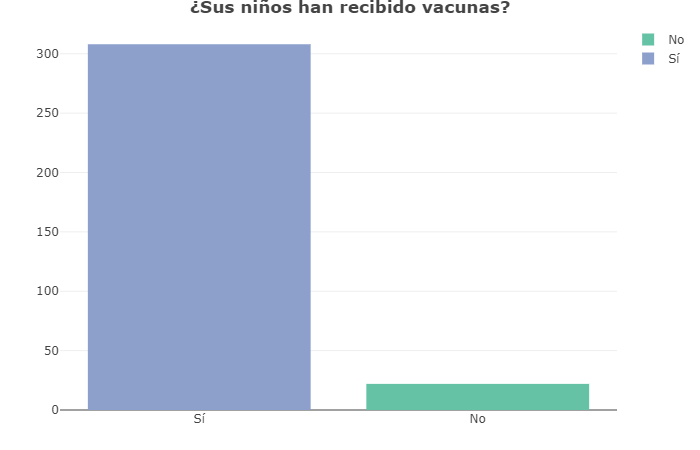 ¿Sus niños han recibido vacunas?
No
Sí
300
250
200
150
100
50
0
Sí
No